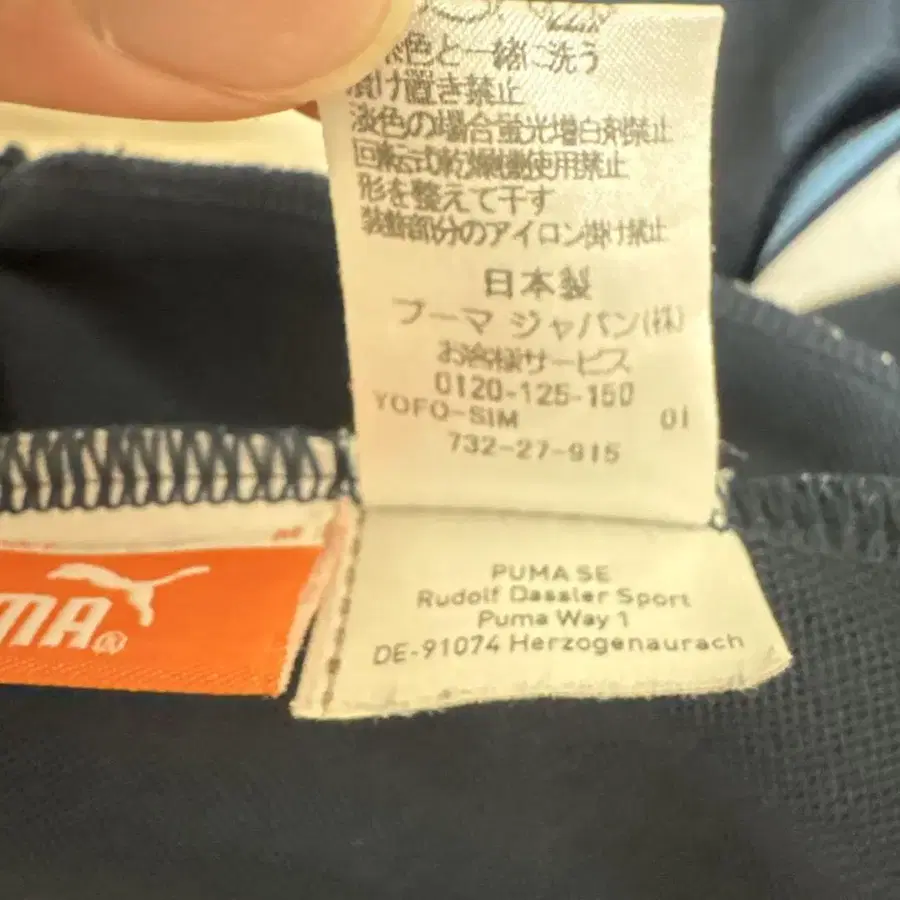 色と一緒に洗う
漬け置き禁止
淡色の場合蛍光増白剤禁止
回転式乾燥機使用禁止
形を整えて干す
装飾部分のアイロン掛け禁止
日本製
プーマ ジャパン(株)
お客様サービス
0120-125-150
YOFO-SIM 01
732-27-915
PUMA SE
Rudolf Dassler Sport
Puma Way 1
DE-91074 Herzogenaurach
MA®